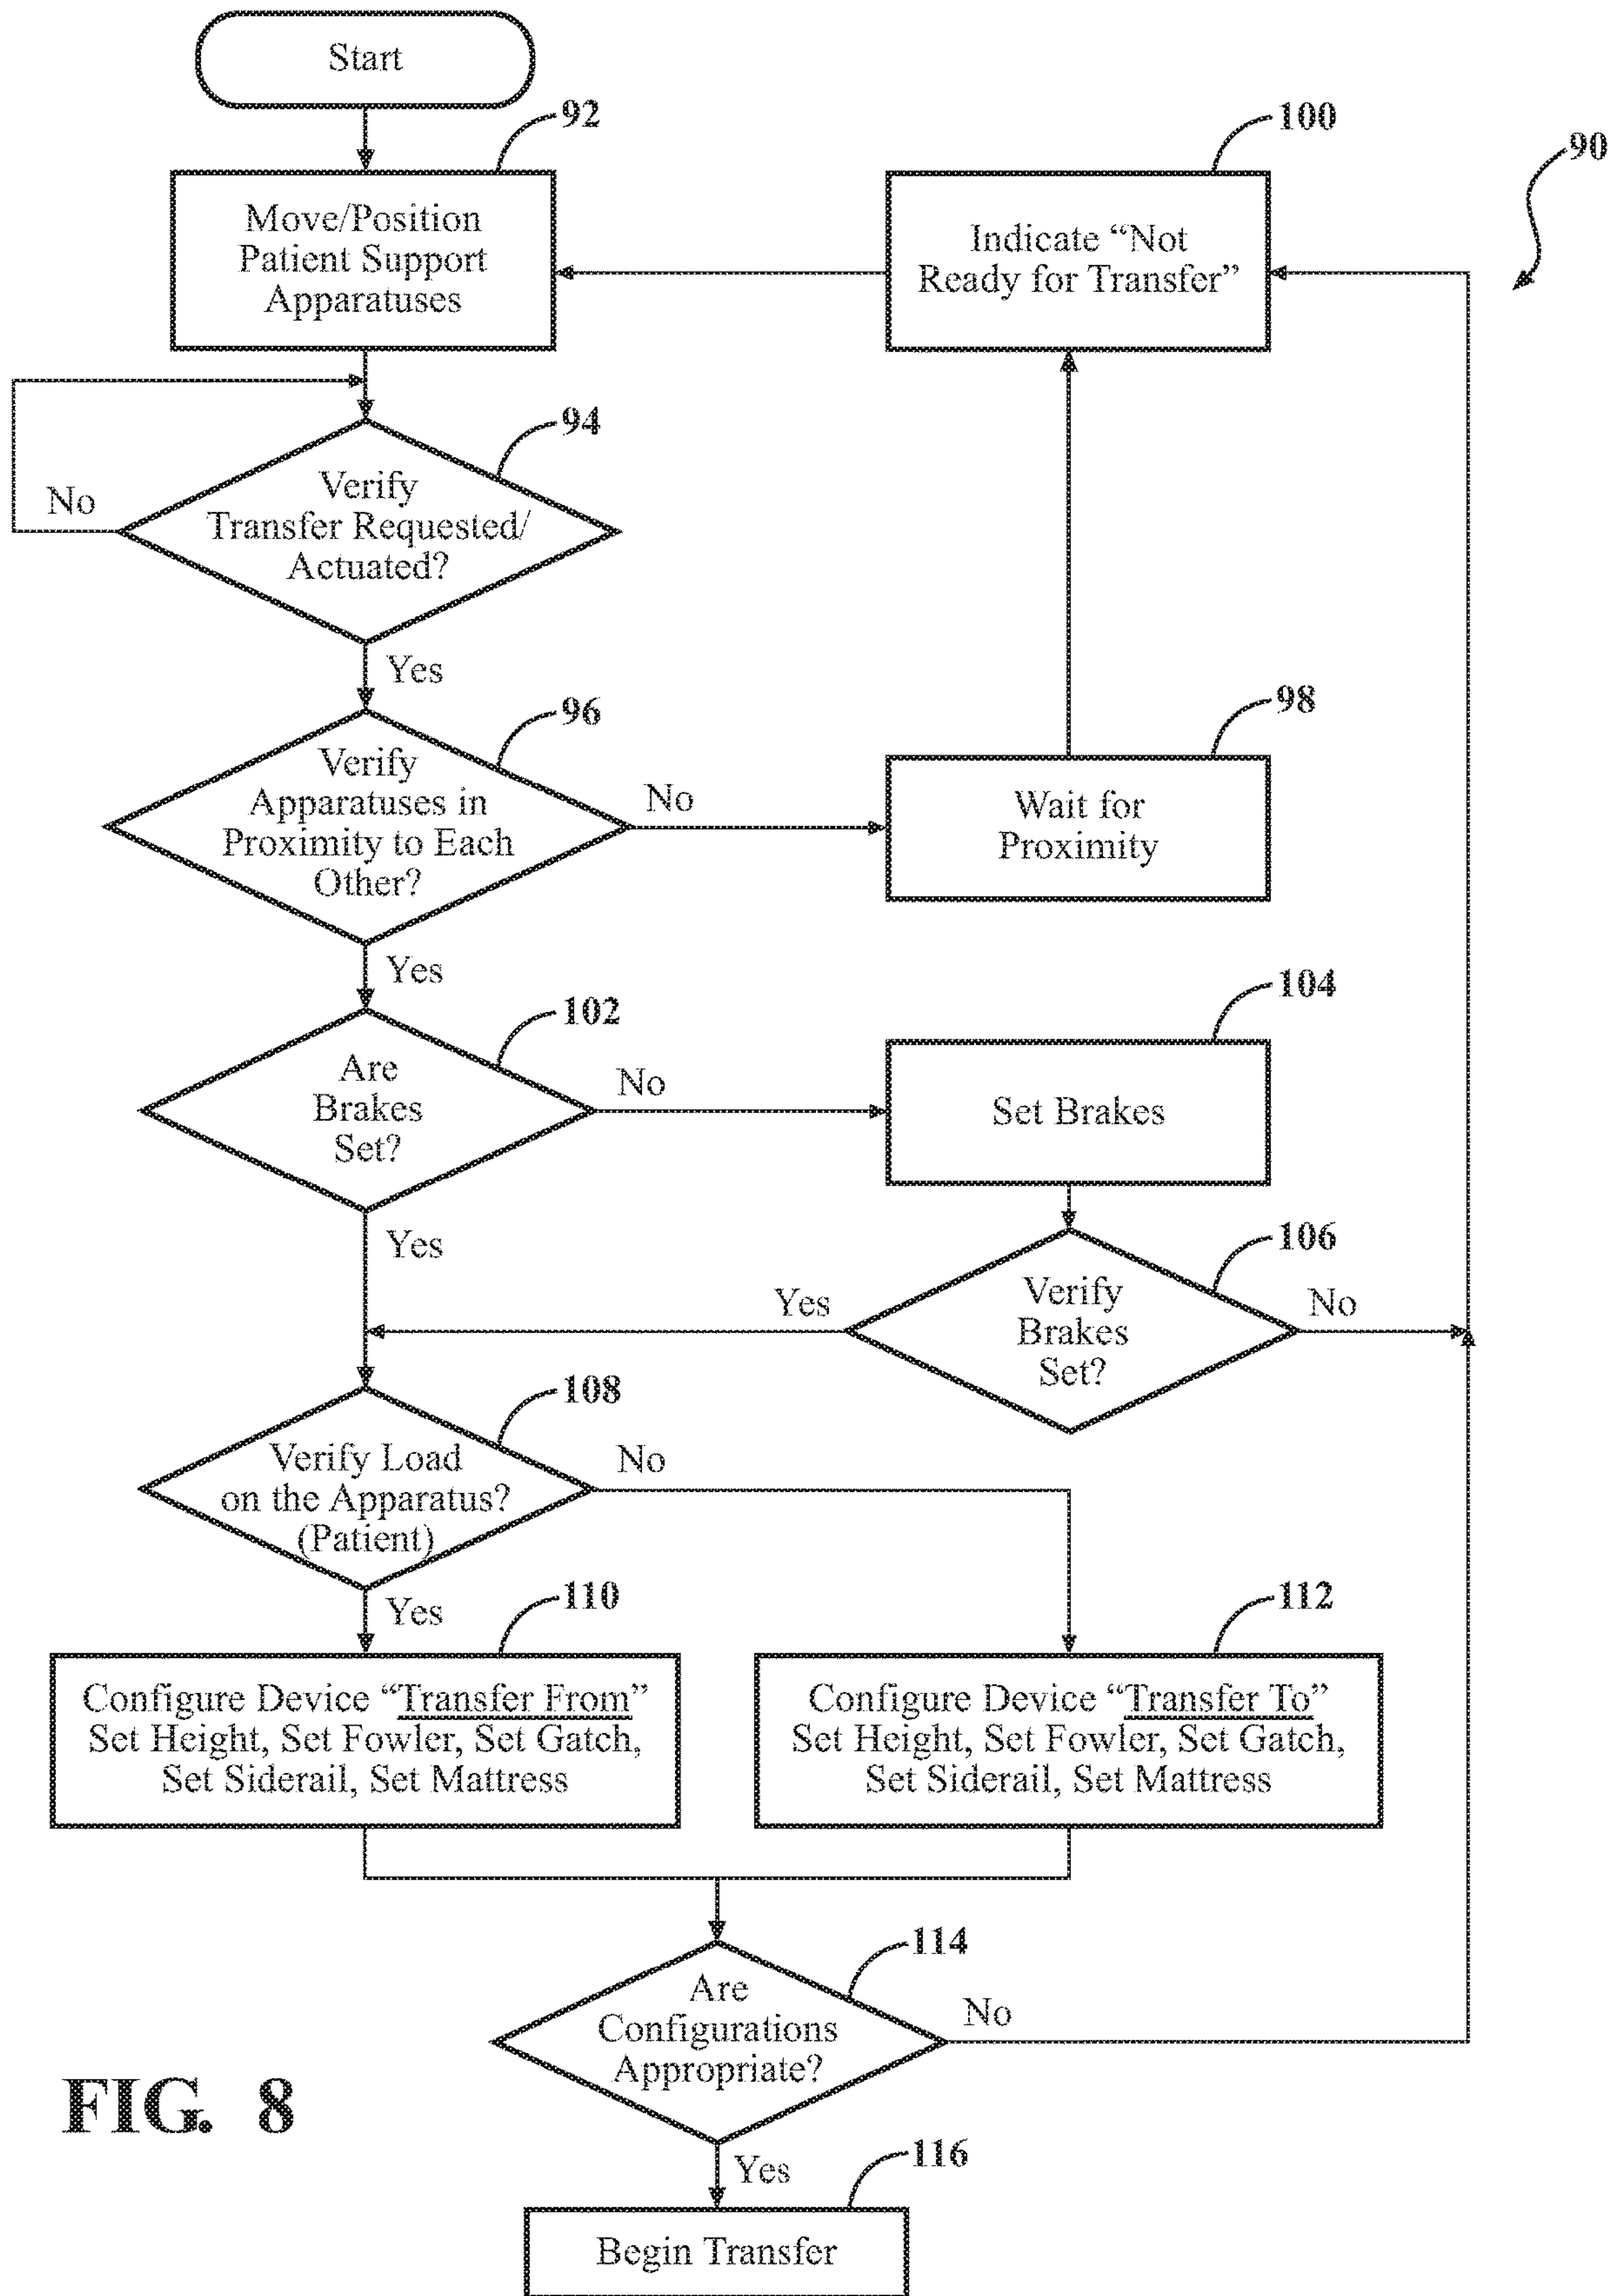 Start
92
Move/Position
Patient Support
Apparatuses
100
Indicate “Not
Ready for Transfer”
90
94
Verify
Transfer Requested/
Actuated?
No
Yes
96
Verify
Apparatuses in
Proximity to Each
Other?
No
98
Wait for
Proximity
Yes
102
Are
Brakes
Set?
No
104
Set Brakes
Yes
106
Verify
Brakes
Set?
Yes
No
108
Verify Load
on the Apparatus?
(Patient)
No
Yes
110
Configure Device “Transfer From”
Set Height, Set Fowler, Set Gatch,
Set Siderail, Set Mattress
112
Configure Device “Transfer To”
Set Height, Set Fowler, Set Gatch,
Set Siderail, Set Mattress
114
Are
Configurations
Appropriate?
No
Yes
116
Begin Transfer
FIG. 8